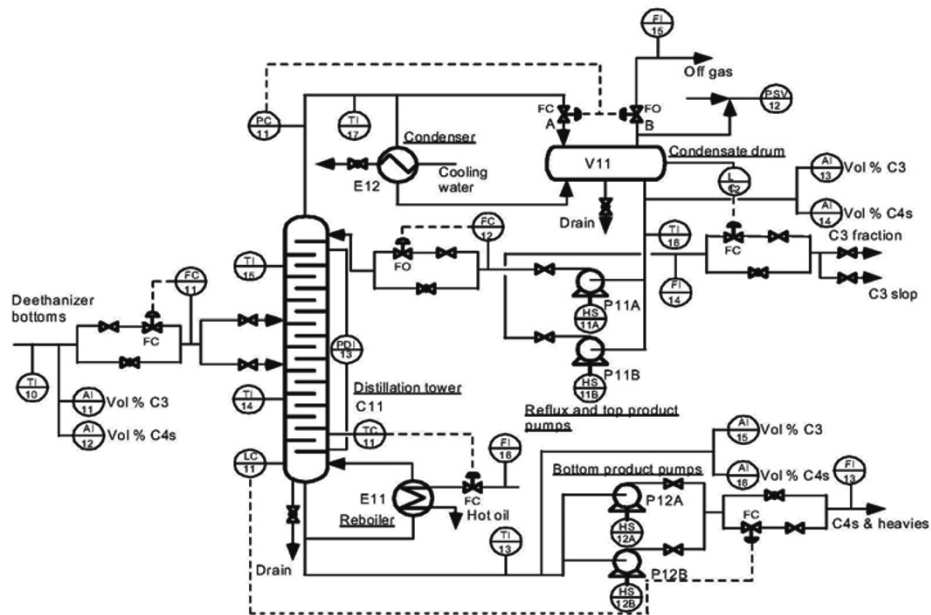 FI
15
Off gas
PC
11
TI
17
FC
A
FO
B
PSV
12
Condenser
E12
Cooling
water
V11
Condensate drum
L
12
AI
13
Vol % C3
AI
14
Vol % C4s
Drain
TI
16
FC
C3 fraction
C3 slop
FI
14
FC
12
FO
TI
15
FC
11
Deethanizer
bottoms
FC
P11A
HS
11A
P11B
HS
11B
TI
10
AI
11
Vol % C3
AI
12
Vol % C4s
PDI
13
TI
14
Distillation tower
C11
TC
11
Reflux and top product
pumps
LC
11
FI
16
E11
FC
Hot oil
Reboiler
Drain
TI
13
Bottom product pumps
AI
15
Vol % C3
AI
16
Vol % C4s
FI
13
P12A
HS
12A
FC
C4s & heavies
P12B
HS
12B